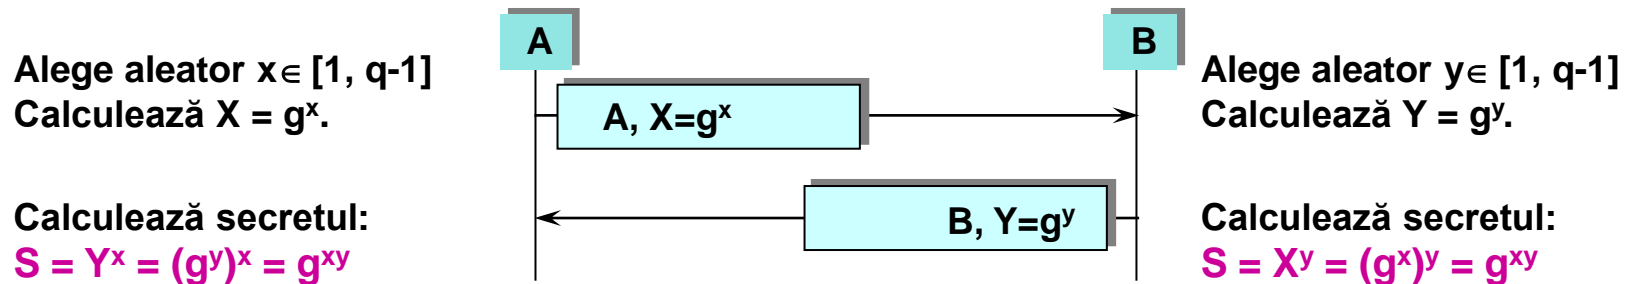 A
B
Alege aleator x∈ [1, q-1]
Calculează X = gˣ.
A, X=gˣ
Alege aleator y∈ [1, q-1]
Calculează Y = gʸ.
Calculează secretul:
S = Yˣ = (gʸ)ˣ = gˣʸ
B, Y=gʸ
Calculează secretul:
S = Xʸ = (gˣ)ʸ = gˣʸ